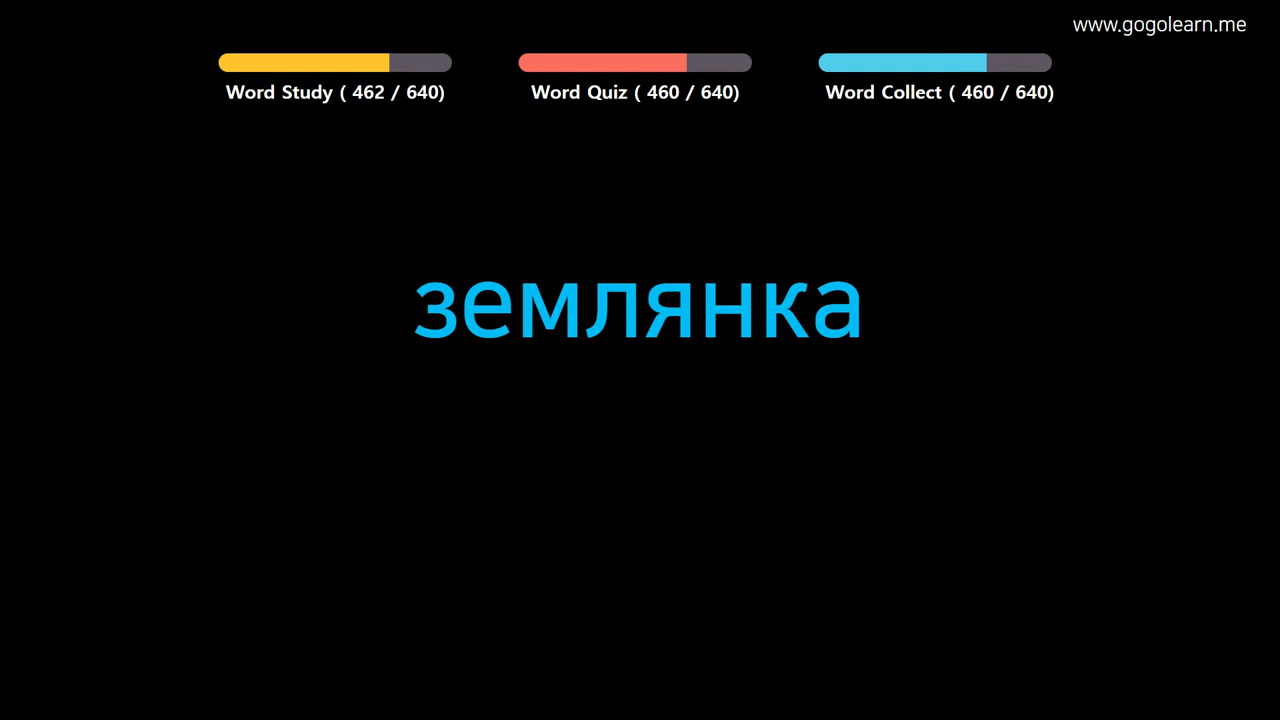 www.gogolearn.me
Word Study ( 462 / 640)
Word Quiz ( 460 / 640)
Word Collect ( 460 / 640)
землянка